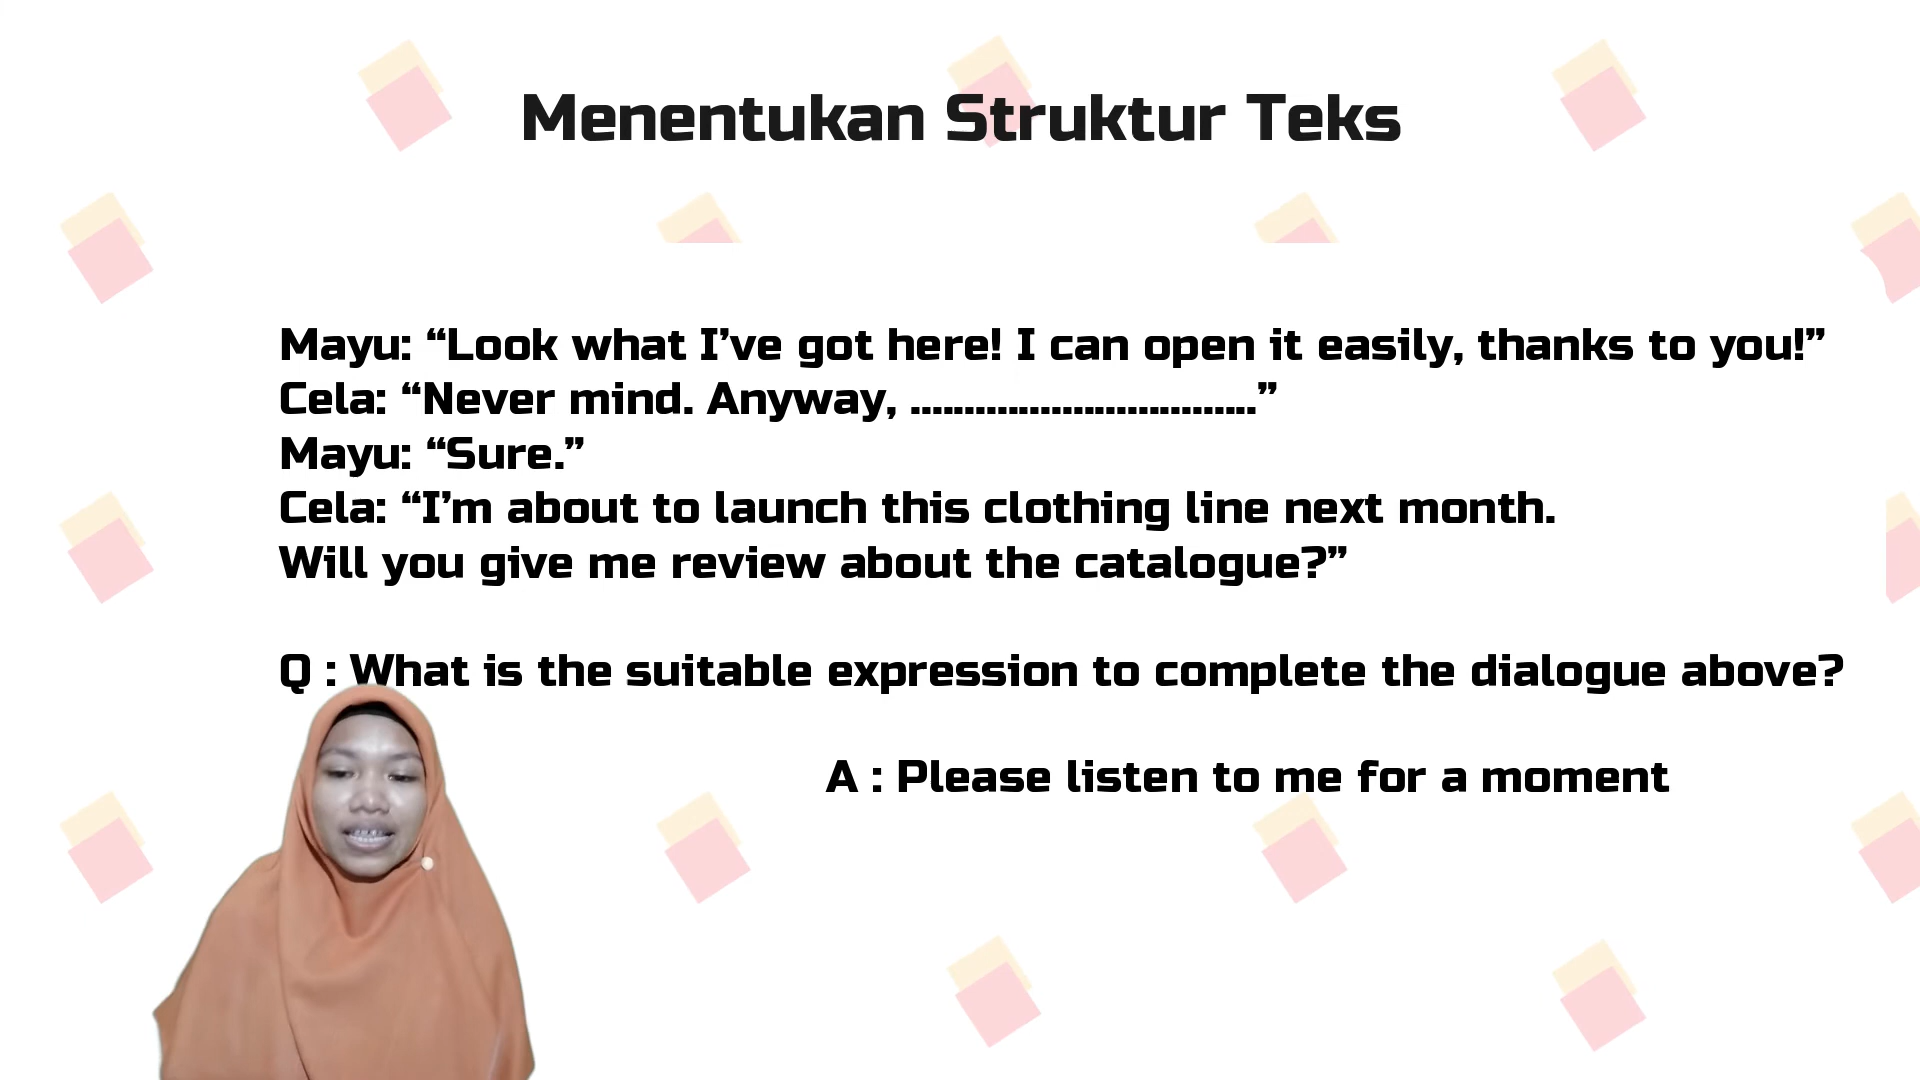 Menentukan Struktur Teks
Mayu: “Look what I’ve got here! I can open it easily, thanks to you!”
Cela: “Never mind. Anyway, ................................”
Mayu: “Sure.”
Cela: “I’m about to launch this clothing line next month.
Will you give me review about the catalogue?”
Q : What is the suitable expression to complete the dialogue above?
A : Please listen to me for a moment